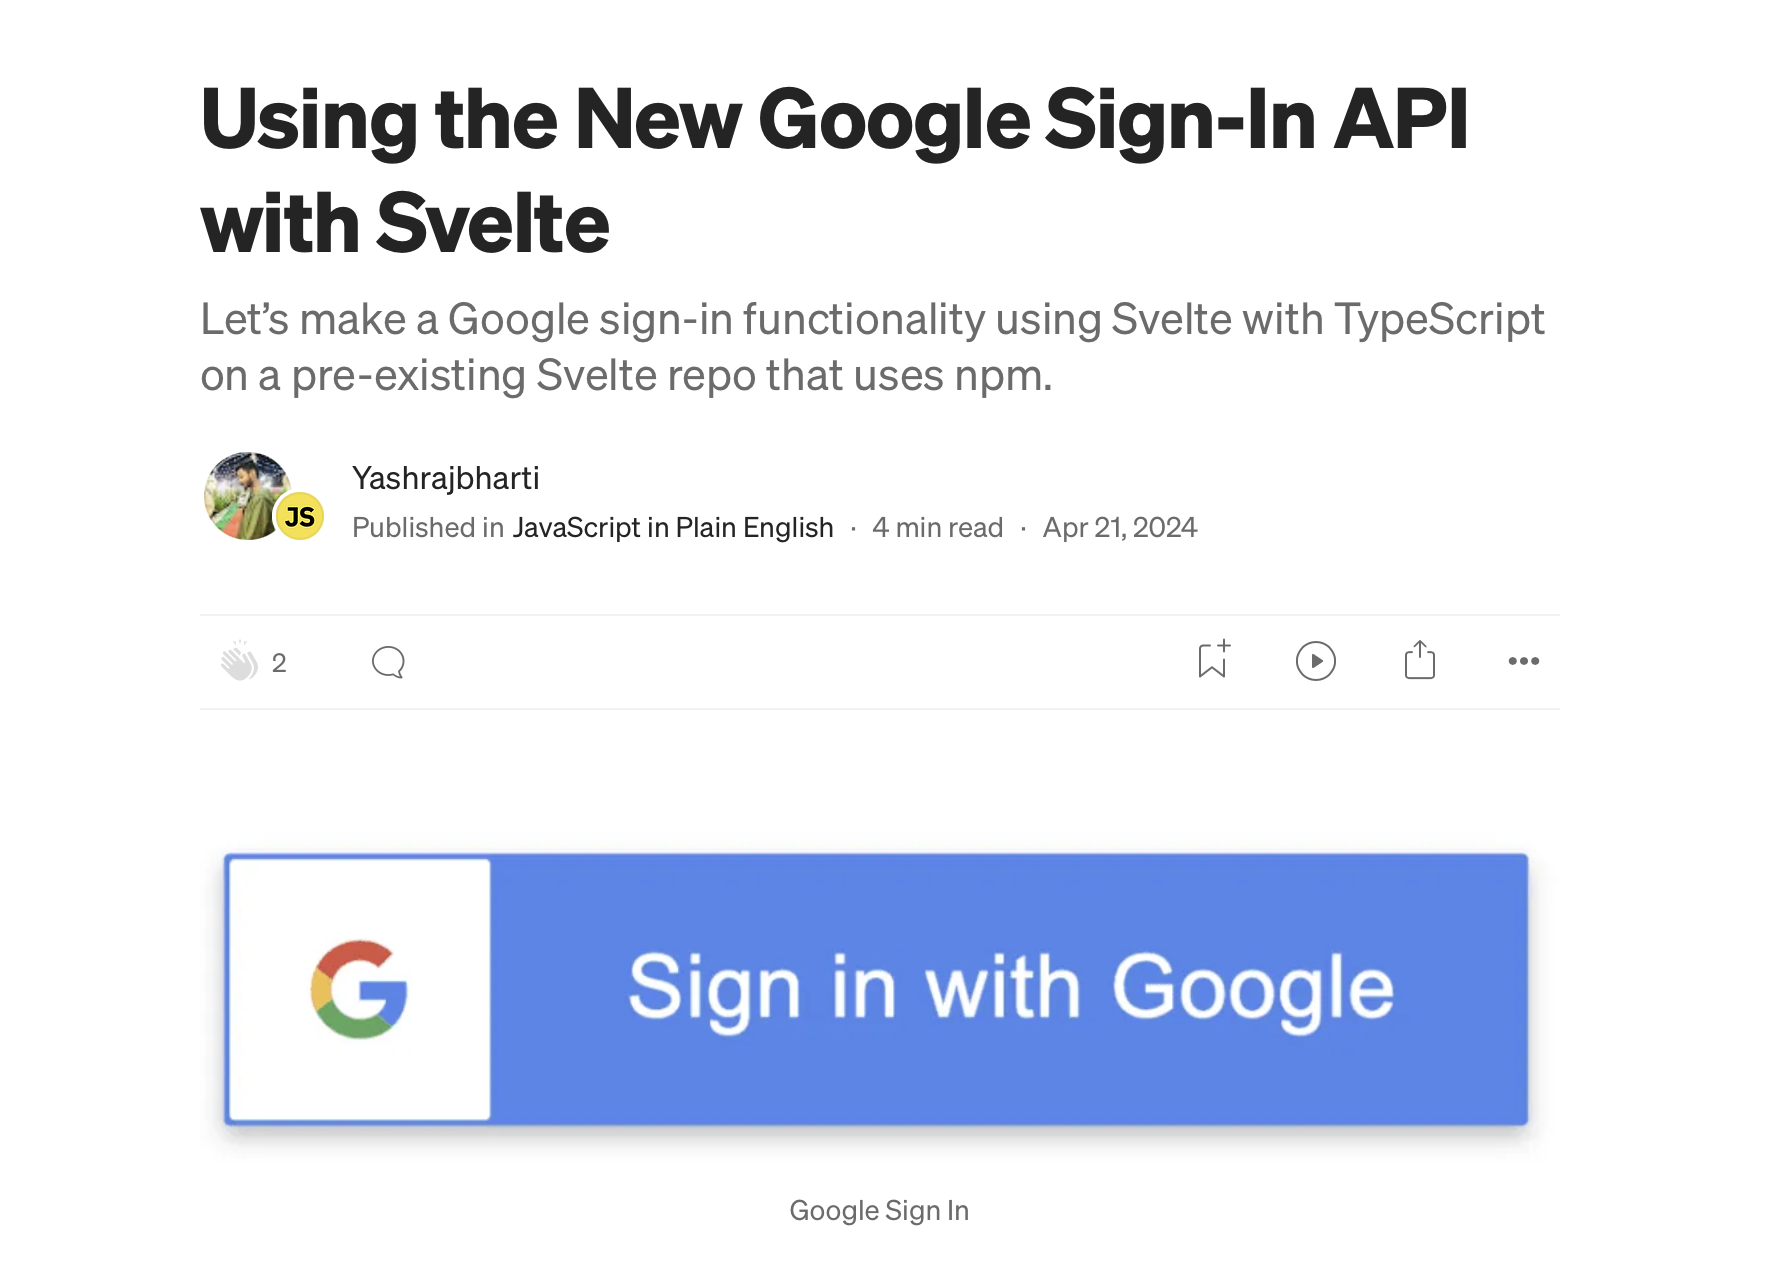 Using the New Google Sign-In API
with Svelte
Let’s make a Google sign-in functionality using Svelte with TypeScript
on a pre-existing Svelte repo that uses npm.
Yashrajbharti
JS
Published in JavaScript in Plain English · 4 min read · Apr 21, 2024
2
G
Sign in with Google
Google Sign In